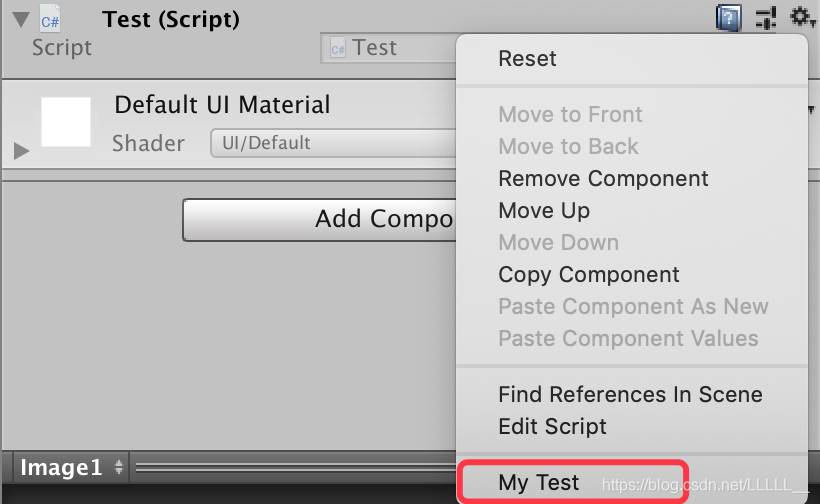 Test (Script)
Script
Test
Default UI Material
Shader
UI/Default
Add Compo
Image1
Reset
Move to Front
Move to Back
Remove Component
Move Up
Move Down
Copy Component
Paste Component As New
Paste Component Values
Find References In Scene
Edit Script
My Test
https://blog.csdn.net/LLLLL__